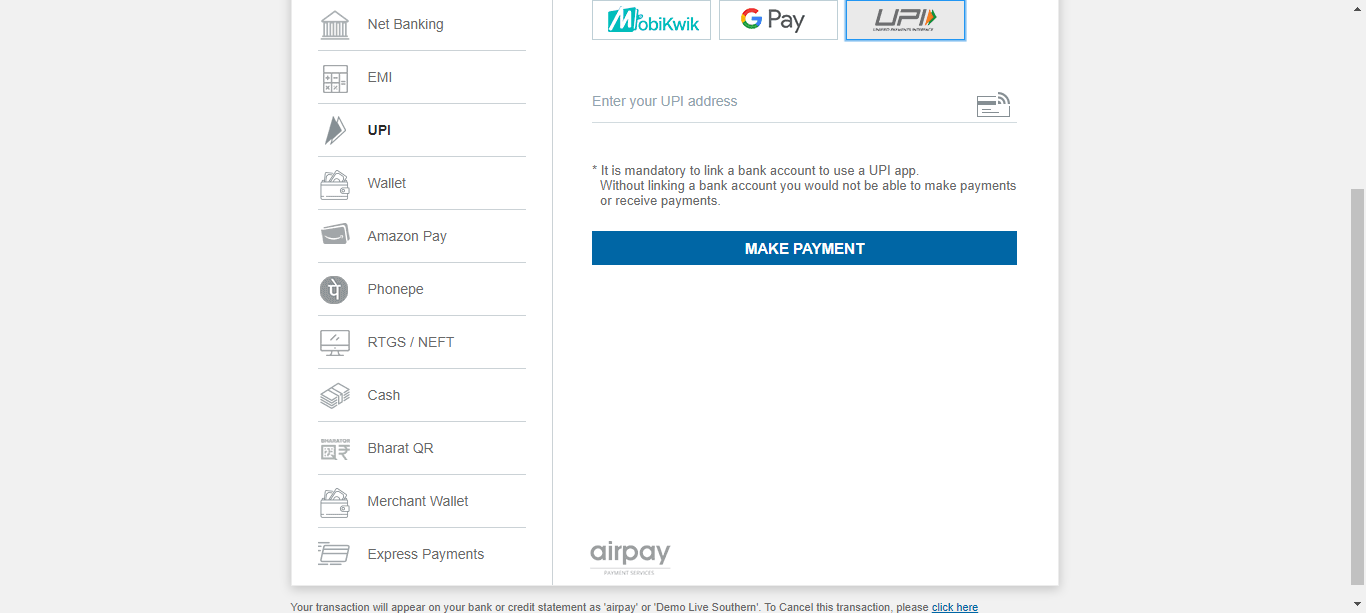 Net Banking
EMI
UPI
Wallet
Amazon Pay
Phonepe
RTGS / NEFT
Cash
BHARATQR
Bharat QR
Merchant Wallet
Express Payments
MobiKwik
G Pay
UPI
UNIFIED PAYMENTS INTERFACE
Enter your UPI address
* It is mandatory to link a bank account to use a UPI app.
Without linking a bank account you would not be able to make payments
or receive payments.
MAKE PAYMENT
airpay
PAYMENT SERVICES
Your transaction will appear on your bank or credit statement as 'airpay' or 'Demo Live Southern'. To Cancel this transaction, please click here